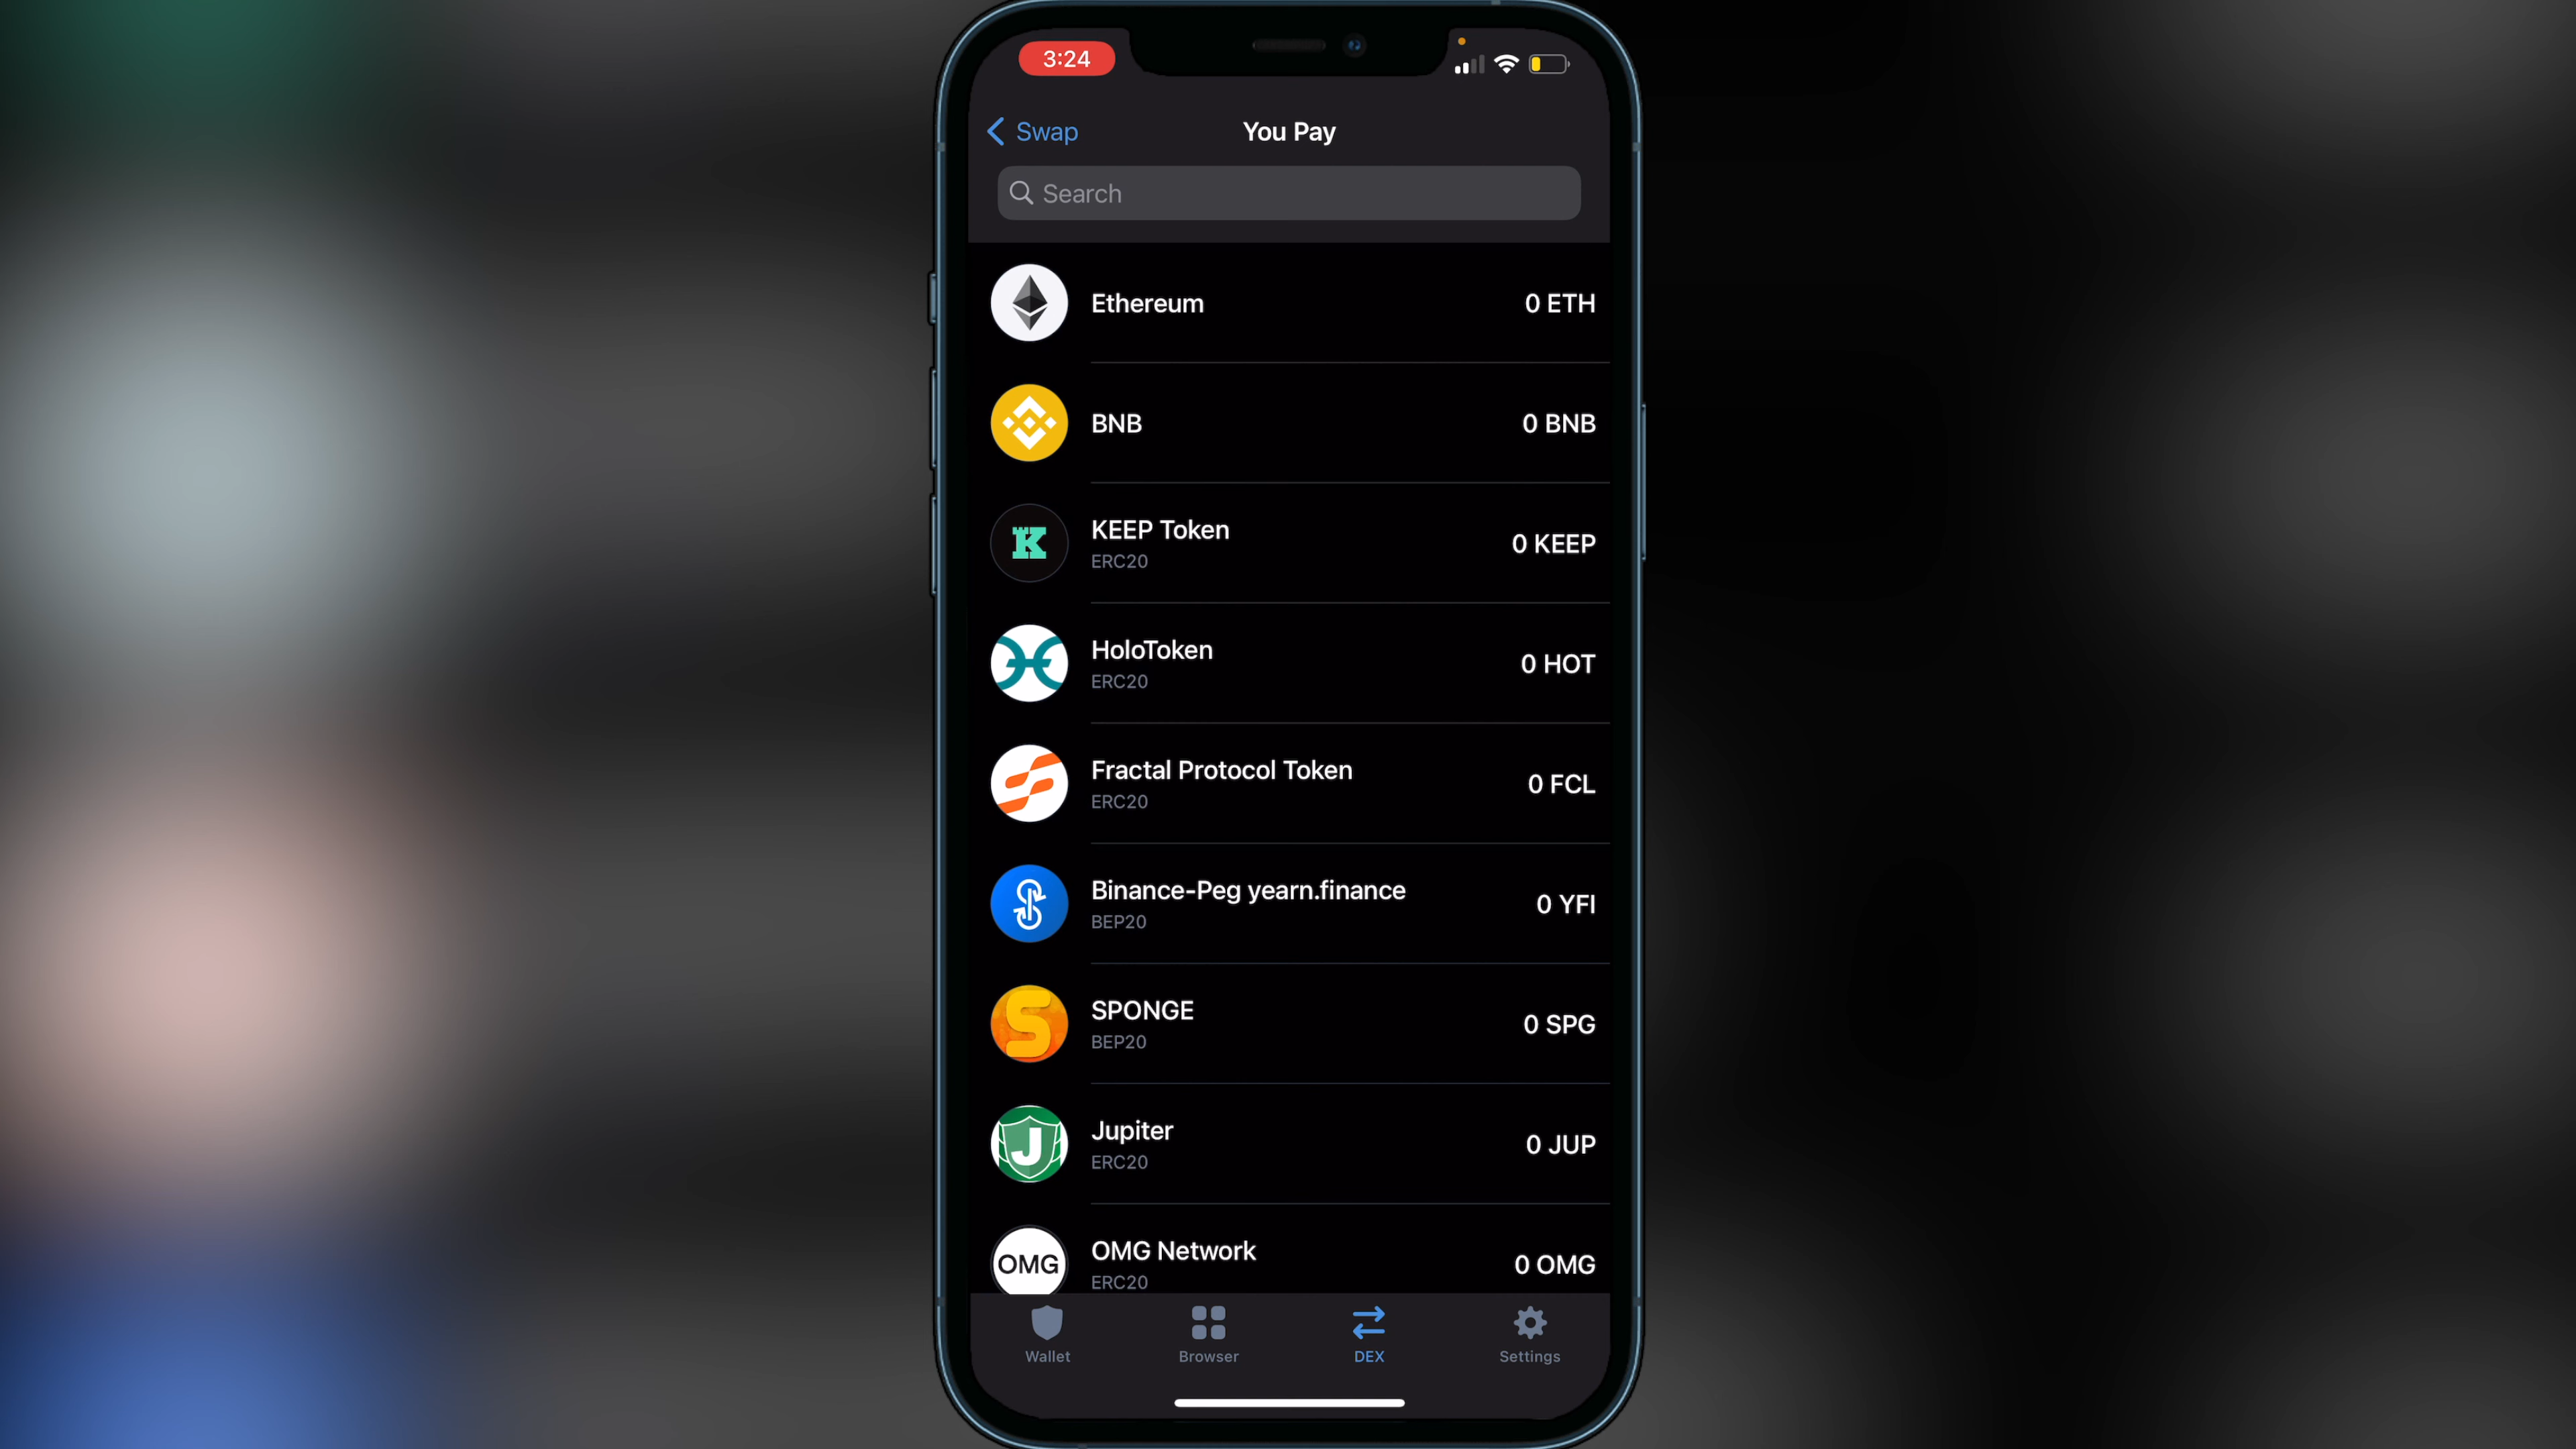 3:24
Swap
You Pay
Search
Ethereum
0 ETH
BNB
0 BNB
KEEP Token
ERC20
0 KEEP
HoloToken
ERC20
0 HOT
Fractal Protocol Token
ERC20
0 FCL
Binance-Peg yearn.finance
BEP20
0 YFI
SPONGE
BEP20
0 SPG
Jupiter
ERC20
0 JUP
OMG
OMG Network
ERC20
0 OMG
Wallet
Browser
DEX
Settings